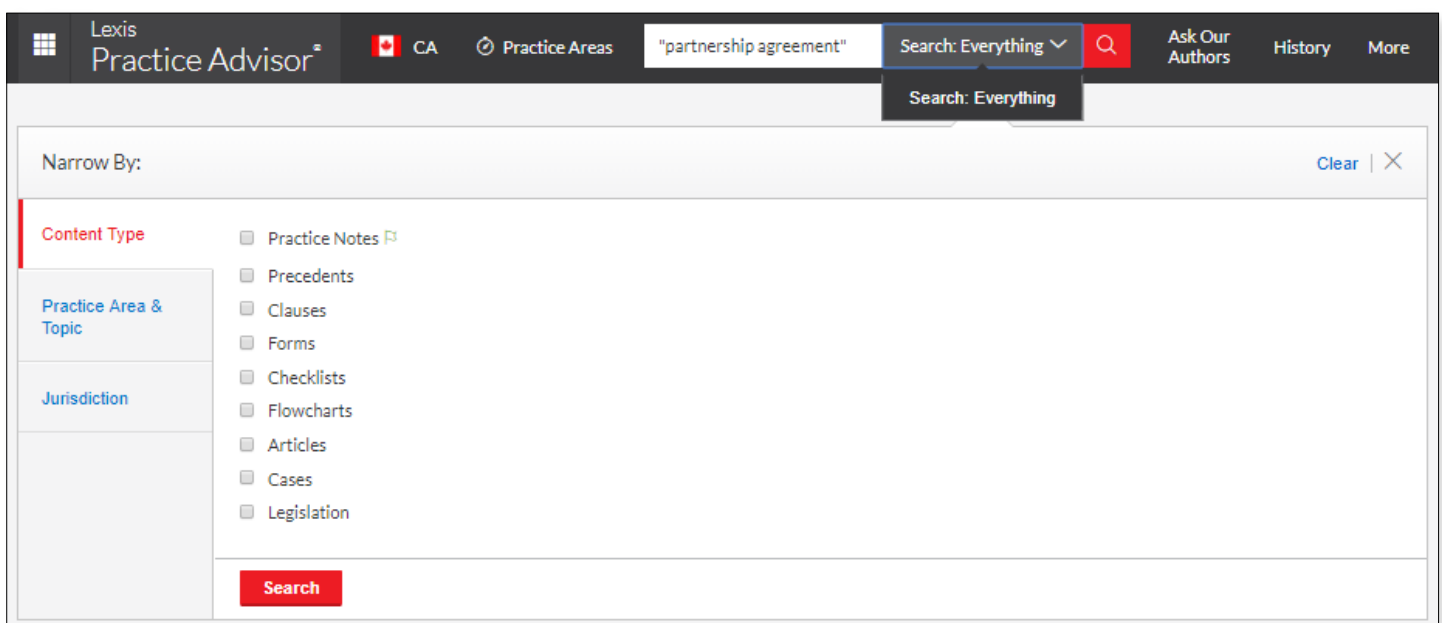 Lexis
Practice Advisor®
CA
Practice Areas
"partnership agreement"
Search: Everything
Ask Our
Authors
History
More
Search: Everything
Narrow By:
Clear
Content Type
Practice Area &
Topic
Jurisdiction
Practice Notes
Precedents
Clauses
Forms
Checklists
Flowcharts
Articles
Cases
Legislation
Search